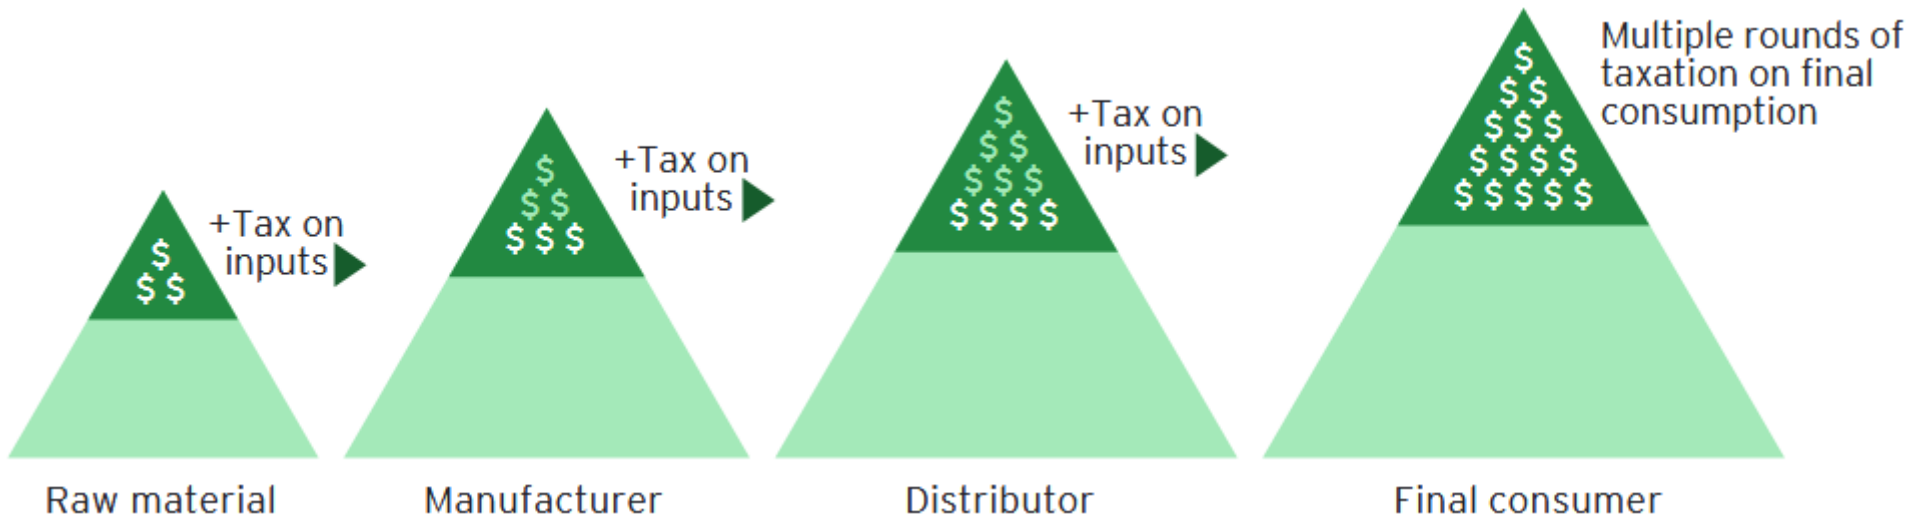 $
$ $
Raw material
+Tax on
inputs
$
$ $
$ $ $
Manufacturer
+Tax on
inputs
$
$ $
$ $ $
$ $ $ $
Distributor
+Tax on
inputs
$
$ $
$ $ $
$ $ $ $
$ $ $ $ $
Final consumer
Multiple rounds of
taxation on final
consumption